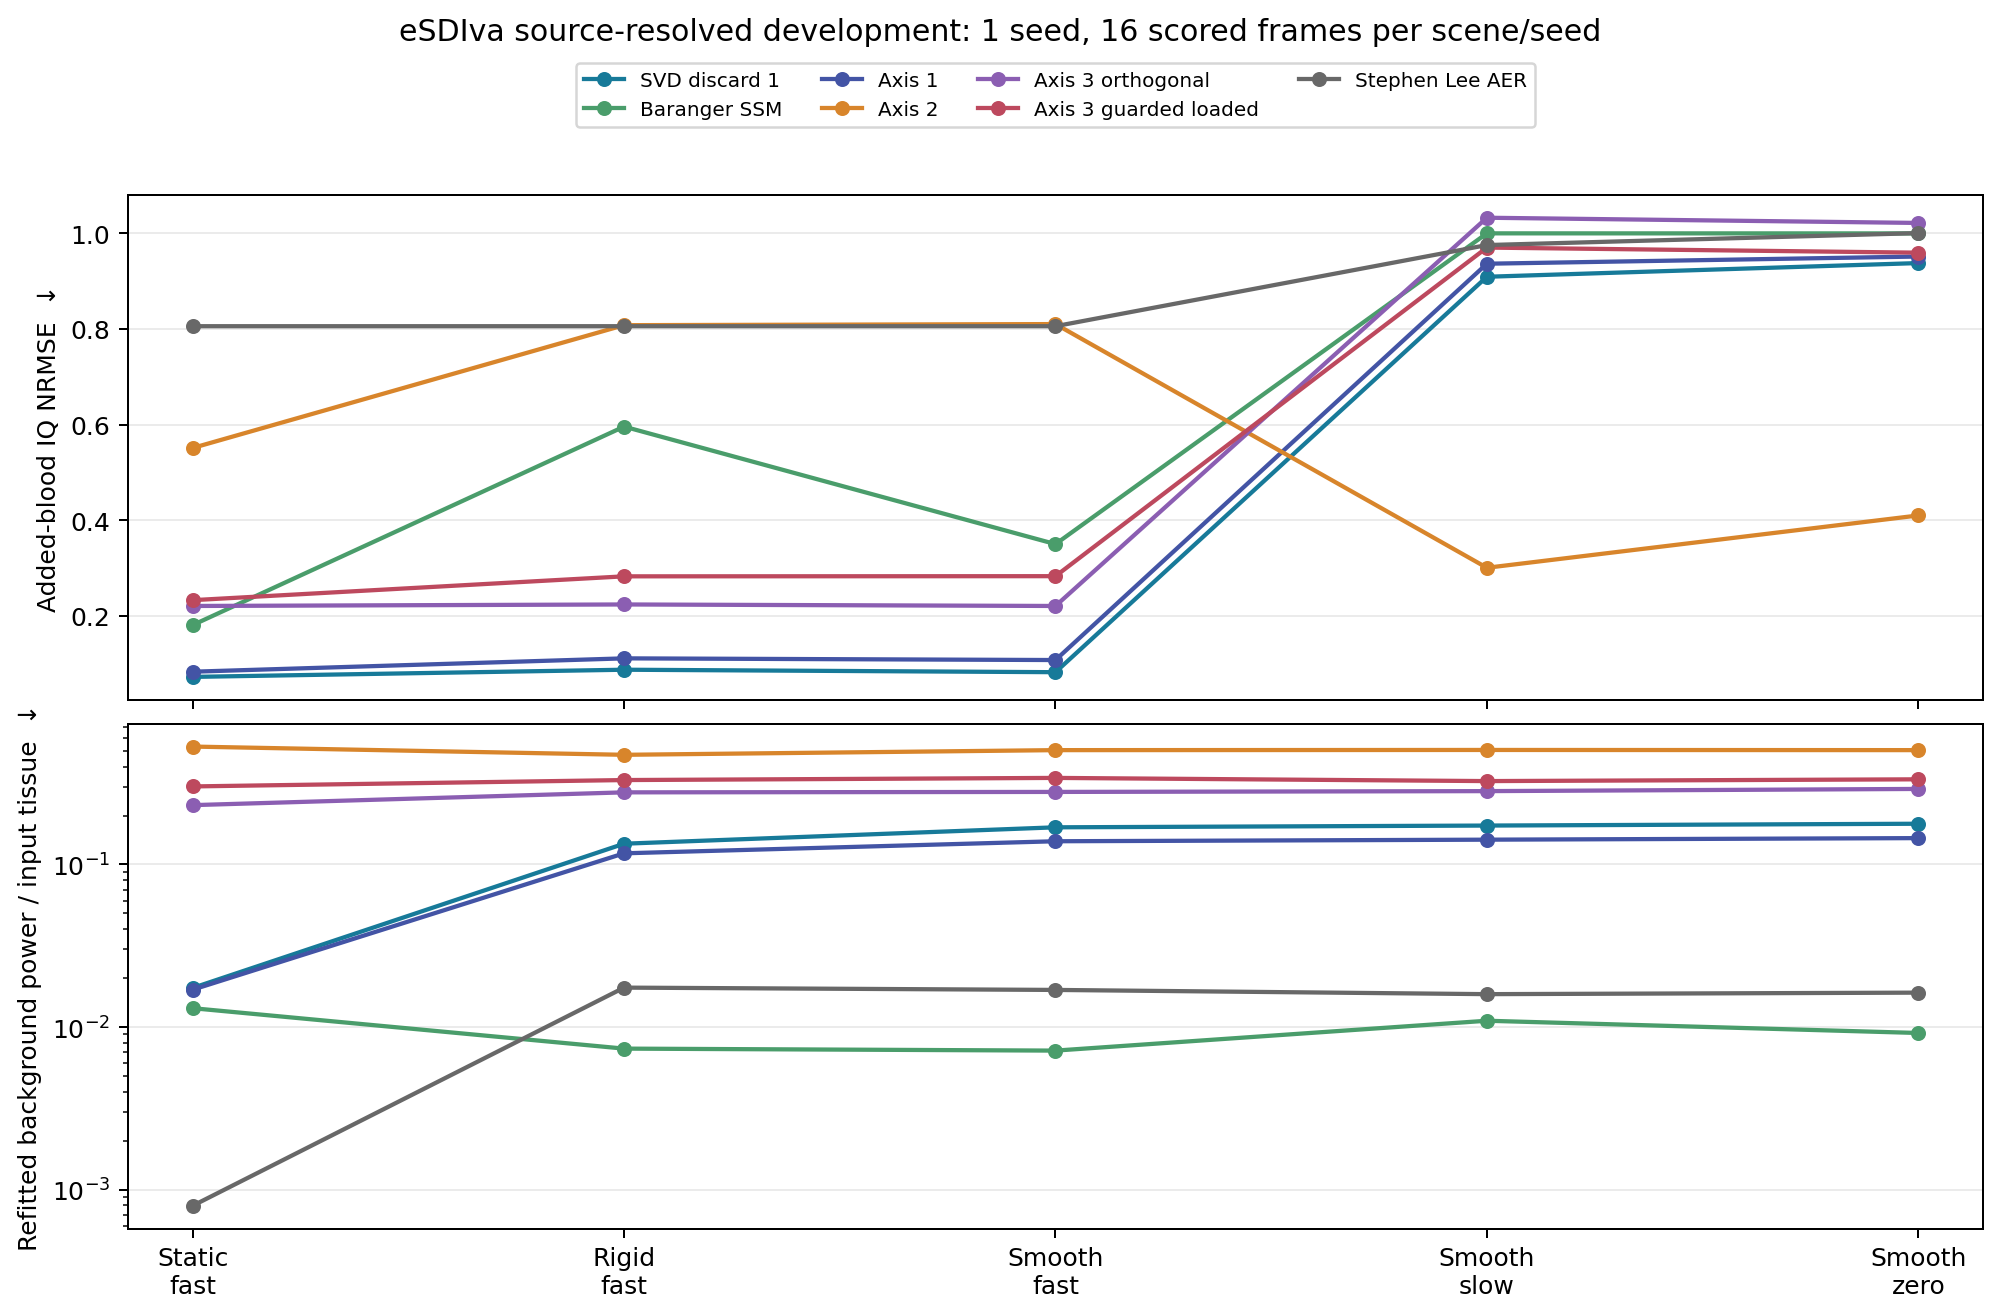 eSDIva source-resolved development: 1 seed, 16 scored frames per scene/seed
SVD discard 1
Baranger SSM
Axis 1
Axis 2
Axis 3 orthogonal
Axis 3 guarded loaded
Stephen Lee AER
Added-blood IQ NRMSE ↓
1.0
0.8
0.6
0.4
0.2
Refitted background power / input tissue ↓
10⁻¹
10⁻²
10⁻³
Static
fast
Rigid
fast
Smooth
fast
Smooth
slow
Smooth
zero